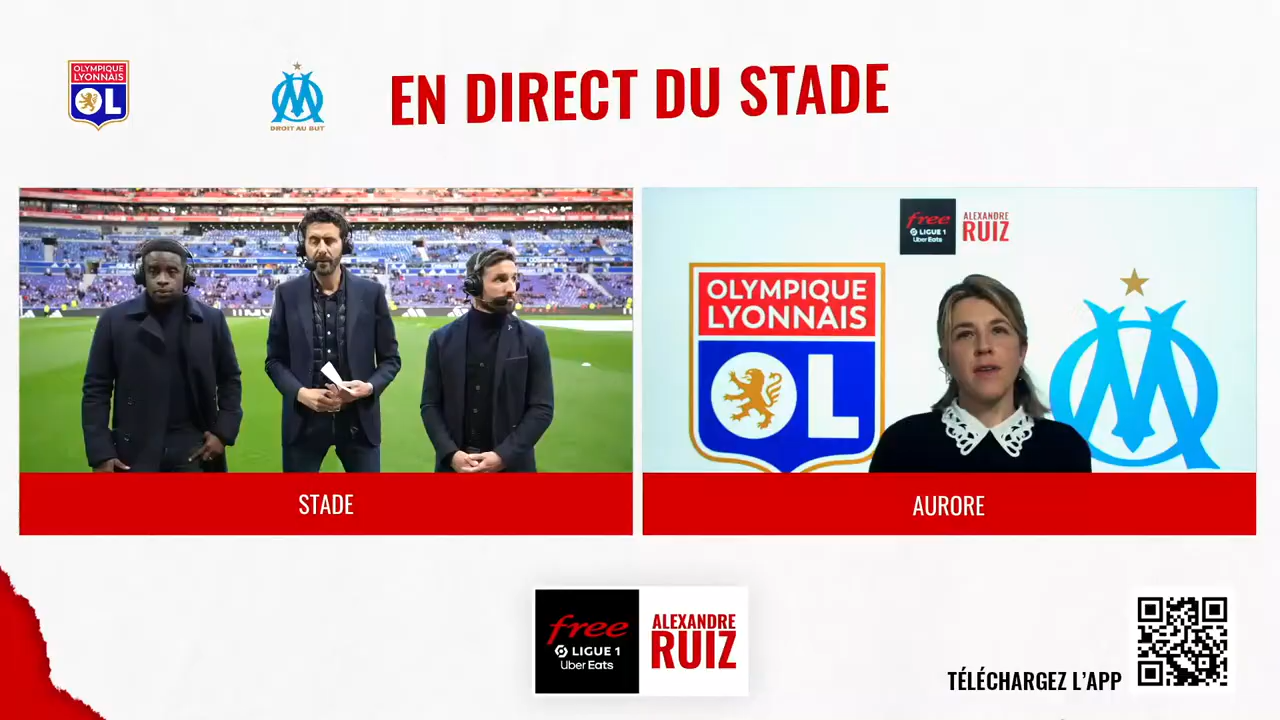 OLYMPIQUE
LYONNAIS
OL
DROIT AU BUT
EN DIRECT DU STADE
free
LIGUE 1
Uber Eats
ALEXANDRE
RUIZ
OLYMPIQUE
LYONNAIS
OL
STADE
AURORE
free
LIGUE 1
Uber Eats
ALEXANDRE
RUIZ
TÉLÉCHARGEZ L'APP